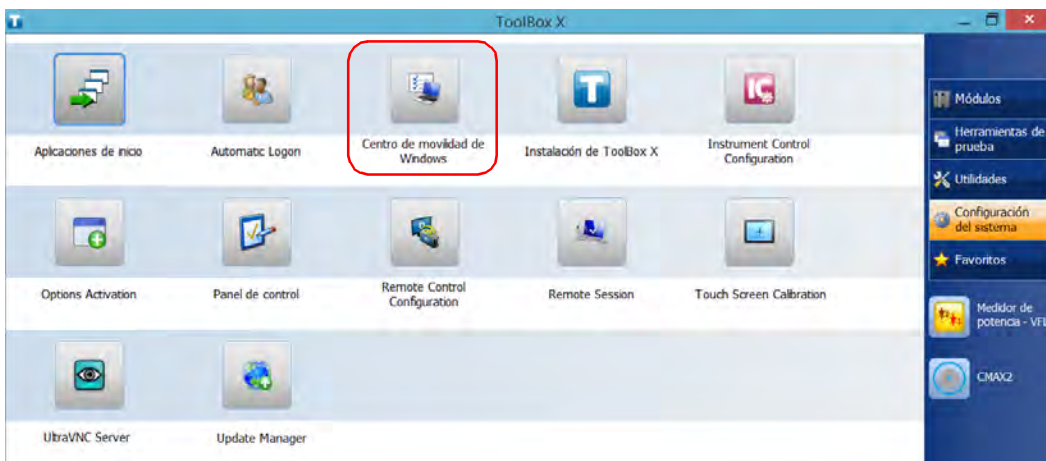 ToolBox X
Aplicaciones de inicio
Automatic Logon
Centro de movilidad de
Windows
Instalación de ToolBox X
Instrument Control
Configuration
Options Activation
Panel de control
Remote Control
Configuration
Remote Session
Touch Screen Calibration
UltraVNC Server
Update Manager
Módulos
Herramientas de
prueba
Utilidades
Configuración
del sistema
Favoritos
Medidor de
potencia - VFL
CMAX2